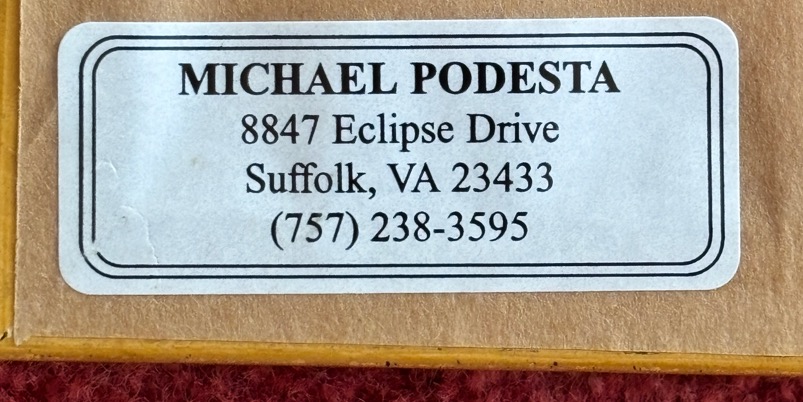 MICHAEL PODESTA
8847 Eclipse Drive
Suffolk, VA 23433
(757) 238-3595